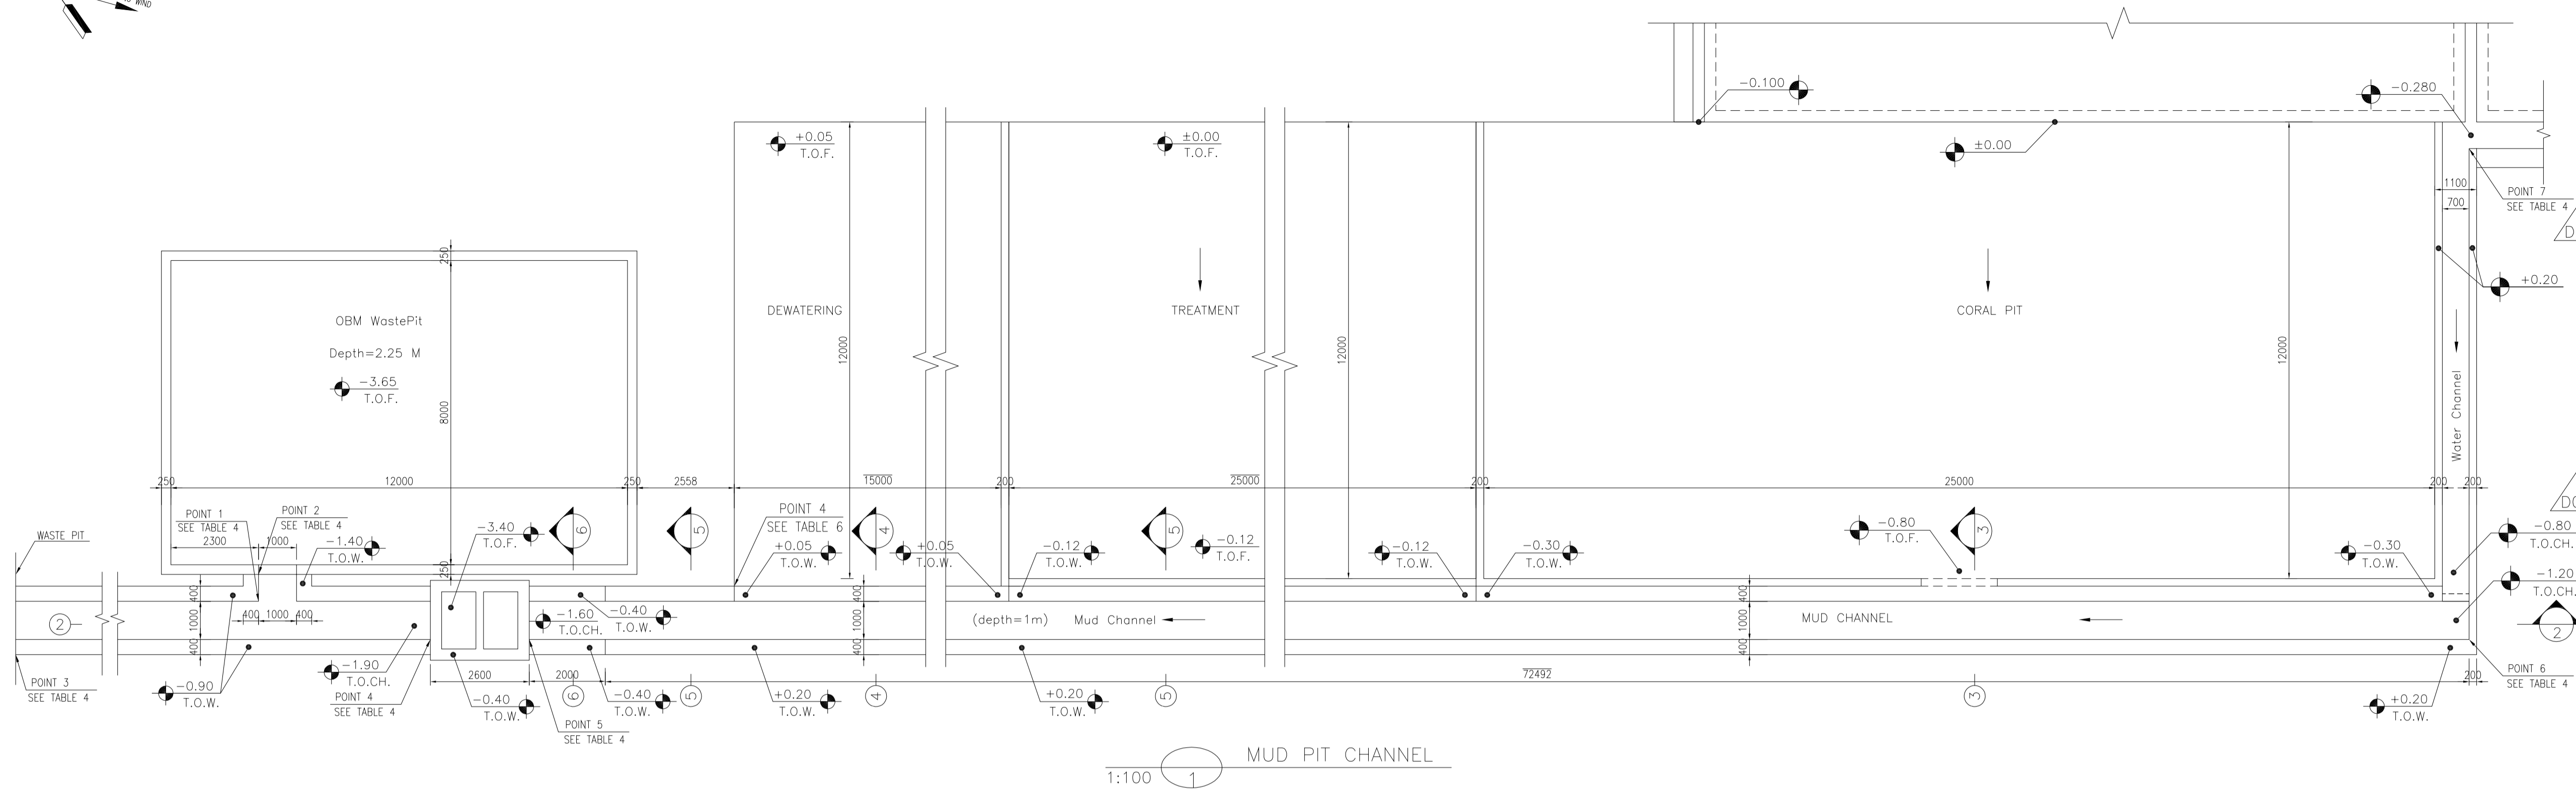 WIND
-0.100
-0.280
+0.05
T.O.F.
±0.00
T.O.F.
±0.00
1100
700
POINT 7
SEE TABLE 4
D
250
+0.20
OBM WastePit
Depth=2.25 M
-3.65
T.O.F.
8000
DEWATERING
12000
TREATMENT
12000
CORAL PIT
12000
Water Channel
250
12000
250
2558
15000
200
25000
200
25000
200
200
POINT 1
SEE TABLE 4
POINT 2
SEE TABLE 4
2300
1000
-1.40
T.O.W.
-3.40
T.O.F.
6
5
POINT 4
SEE TABLE 6
4
5
3
WASTE PIT
250
+0.05
T.O.W.
+0.05
T.O.W.
-0.12
T.O.W.
-0.12
T.O.F.
-0.12
T.O.W.
-0.30
T.O.W.
-0.80
T.O.F.
-0.30
T.O.W.
-0.80
T.O.CH.
-1.20
T.O.CH.
400
1000
400
400
1000
400
-1.60
T.O.CH.
-0.40
T.O.W.
400
1000
400
400
1000
400
2
(depth=1m)
Mud Channel
MUD CHANNEL
2
POINT 3
SEE TABLE 4
-0.90
T.O.W.
-1.90
T.O.CH.
POINT 4
SEE TABLE 4
2600
2000
-0.40
T.O.W.
POINT 5
SEE TABLE 4
6
-0.40
T.O.W.
5
+0.20
T.O.W.
4
+0.20
T.O.W.
5
72492
3
200
+0.20
T.O.W.
POINT 6
SEE TABLE 4
MUD PIT CHANNEL
1:100
1